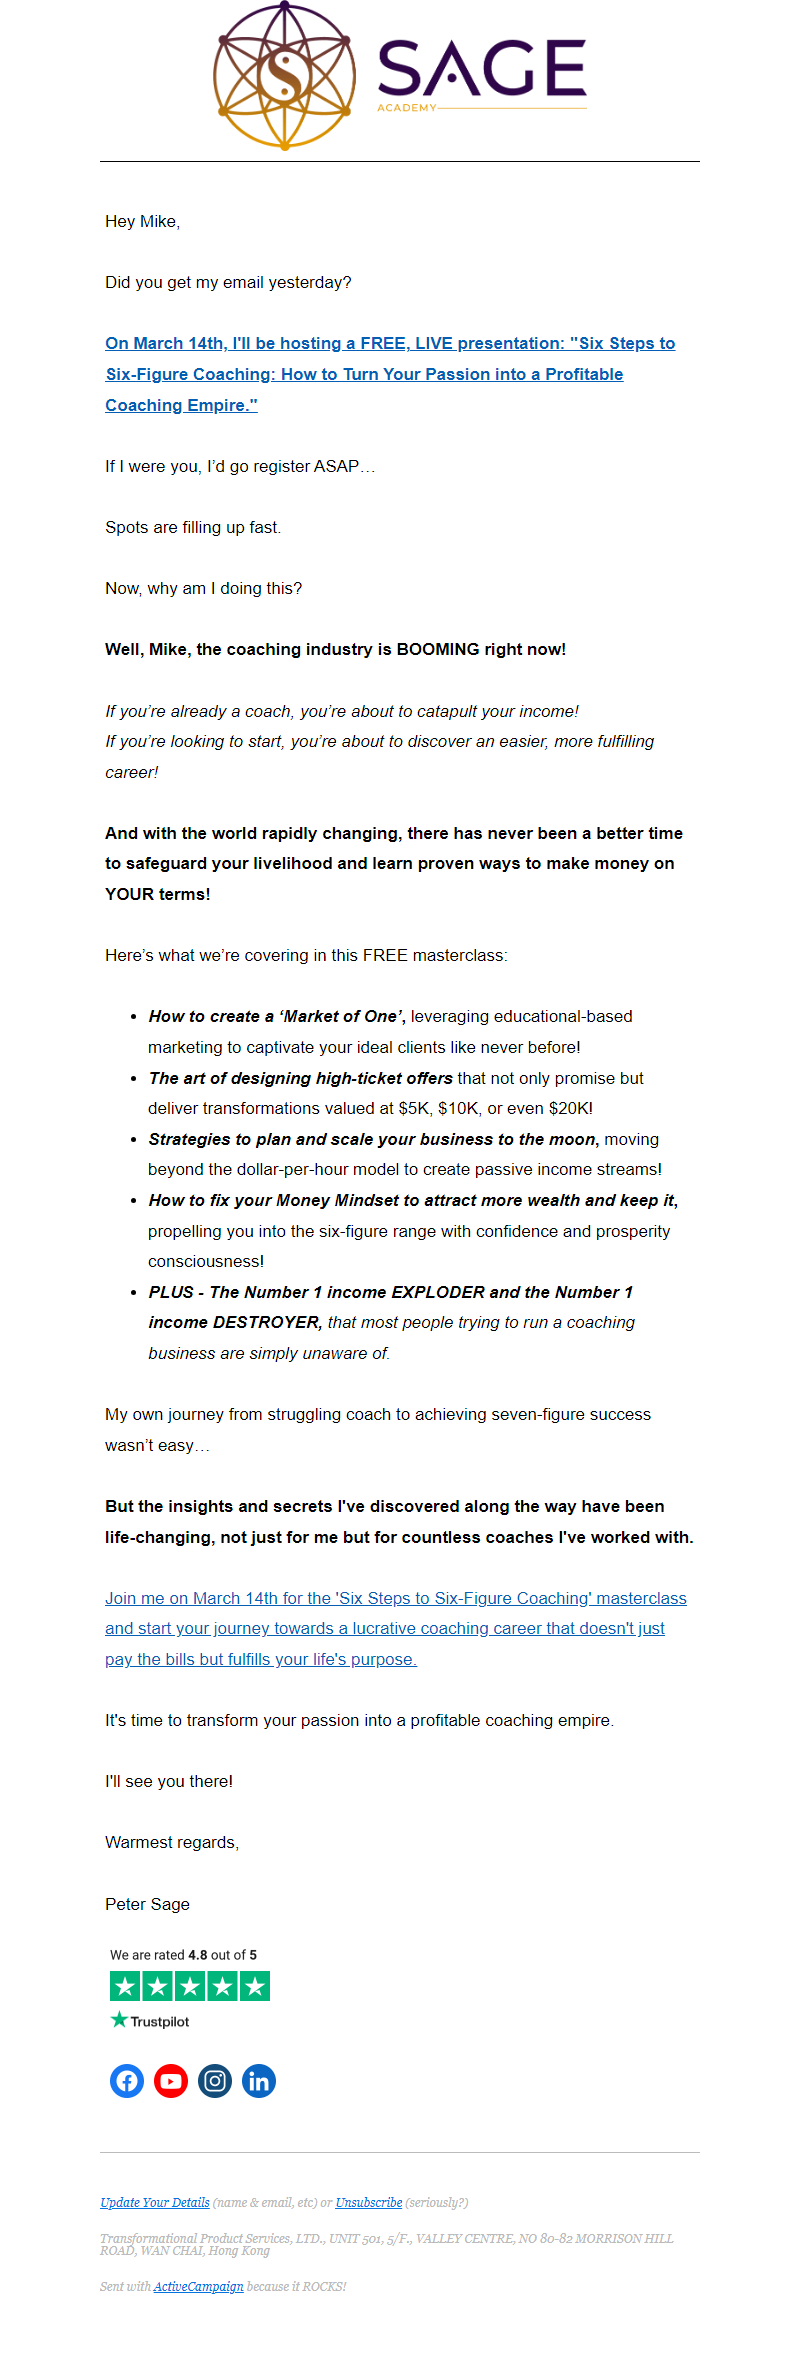 SAGE
ACADEMY
Hey Mike,
Did you get my email yesterday?
On March 14th, I'll be hosting a FREE, LIVE presentation: "Six Steps to
Six-Figure Coaching: How to Turn Your Passion into a Profitable
Coaching Empire."
If I were you, I’d go register ASAP…
Spots are filling up fast.
Now, why am I doing this?
Well, Mike, the coaching industry is BOOMING right now!
If you’re already a coach, you’re about to catapult your income!
If you’re looking to start, you’re about to discover an easier, more fulfilling
career!
And with the world rapidly changing, there has never been a better time
to safeguard your livelihood and learn proven ways to make money on
YOUR terms!
Here’s what we’re covering in this FREE masterclass:
• How to create a ‘Market of One’, leveraging educational-based
marketing to captivate your ideal clients like never before!
• The art of designing high-ticket offers that not only promise but
deliver transformations valued at $5K, $10K, or even $20K!
• Strategies to plan and scale your business to the moon, moving
beyond the dollar-per-hour model to create passive income streams!
• How to fix your Money Mindset to attract more wealth and keep it,
propelling you into the six-figure range with confidence and prosperity
consciousness!
• PLUS - The Number 1 income EXPLODER and the Number 1
income DESTROYER, that most people trying to run a coaching
business are simply unaware of.
My own journey from struggling coach to achieving seven-figure success
wasn’t easy…
But the insights and secrets I've discovered along the way have been
life-changing, not just for me but for countless coaches I've worked with.
Join me on March 14th for the 'Six Steps to Six-Figure Coaching' masterclass
and start your journey towards a lucrative coaching career that doesn't just
pay the bills but fulfills your life's purpose.
It's time to transform your passion into a profitable coaching empire.
I'll see you there!
Warmest regards,
Peter Sage
We are rated 4.8 out of 5
Trustpilot
Update Your Details (name & email, etc) or Unsubscribe (seriously?)
Transformational Product Services, LTD., UNIT 501, 5/F., VALLEY CENTRE, NO 80-82 MORRISON HILL
ROAD, WAN CHAI, Hong Kong
Sent with ActiveCampaign because it ROCKS!